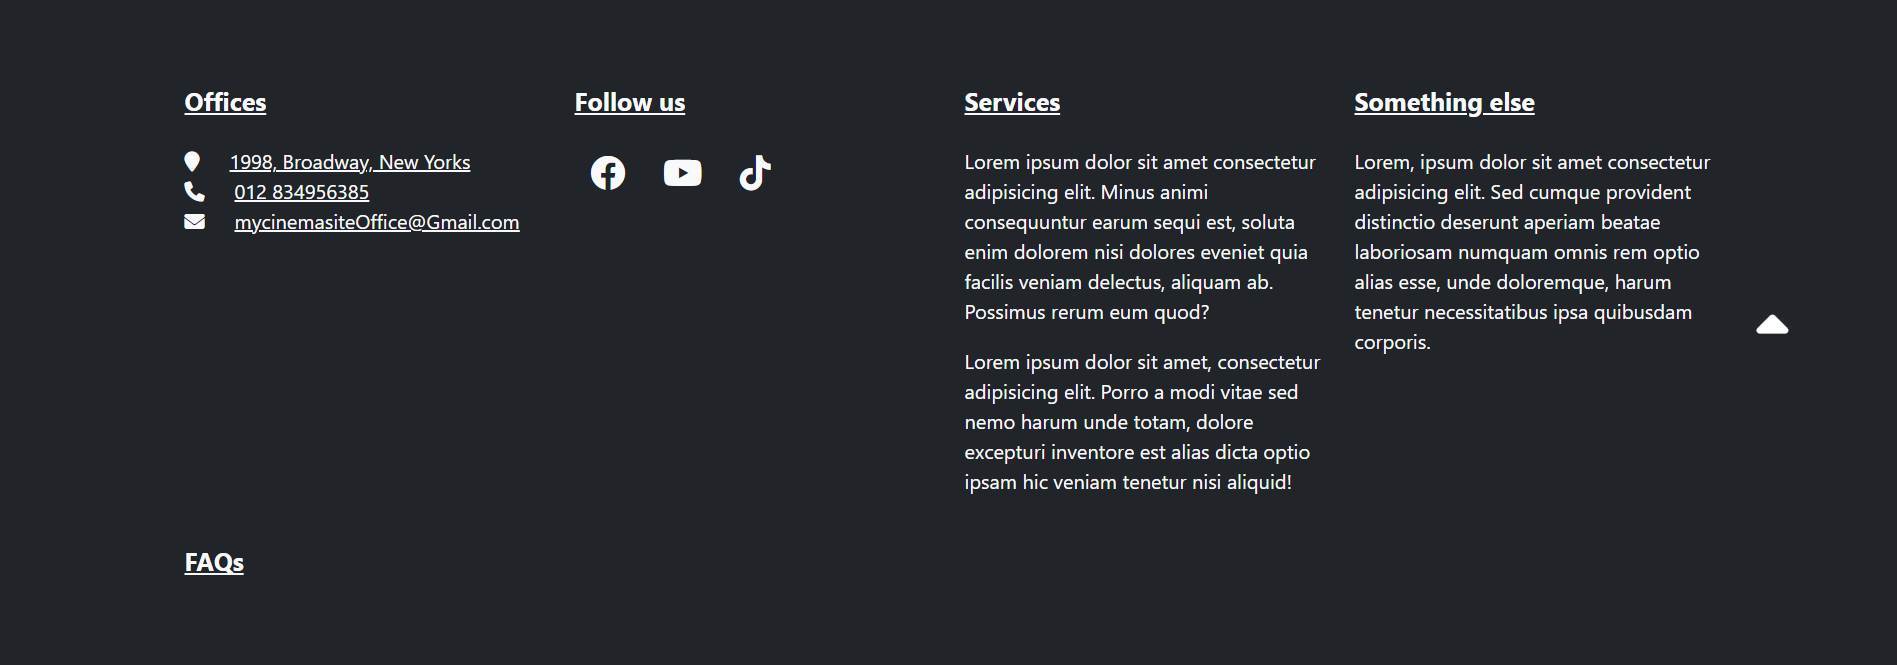 Offices
1998, Broadway, New Yorks
012 834956385
mycinemasiteOffice@Gmail.com
Follow us
Services
Lorem ipsum dolor sit amet consectetur
adipisicing elit. Minus animi
consequuntur earum sequi est, soluta
enim dolorem nisi dolores eveniet quia
facilis veniam delectus, aliquam ab.
Possimus rerum eum quod?
Lorem ipsum dolor sit amet, consectetur
adipisicing elit. Porro a modi vitae sed
nemo harum unde totam, dolore
excepturi inventore est alias dicta optio
ipsam hic veniam tenetur nisi aliquid!
Something else
Lorem, ipsum dolor sit amet consectetur
adipisicing elit. Sed cumque provident
distinctio deserunt aperiam beatae
laboriosam numquam omnis rem optio
alias esse, unde doloremque, harum
tenetur necessitatibus ipsa quibusdam
corporis.
FAQs